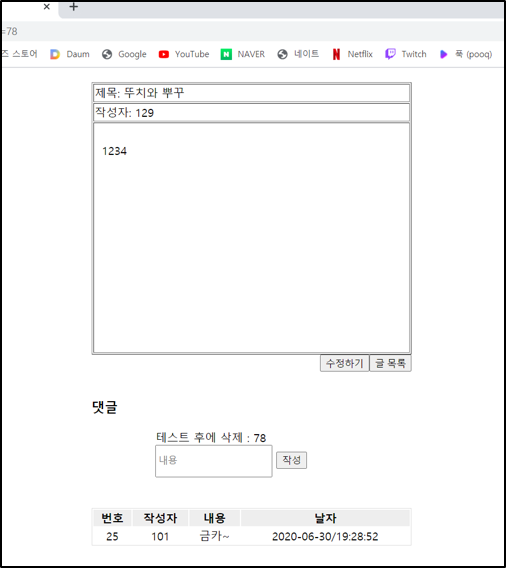 =78
즈 스토어 Daum Google YouTube NAVER 네이트 Netflix Twitch 푹 (pooq)
제목: 뚜치와 뿌꾸
작성자: 129
1234
수정하기 글 목록
댓글
테스트 후에 삭제 : 78
내용 작성
번호 작성자 내용 날자
25 101 금카~ 2020-06-30/19:28:52